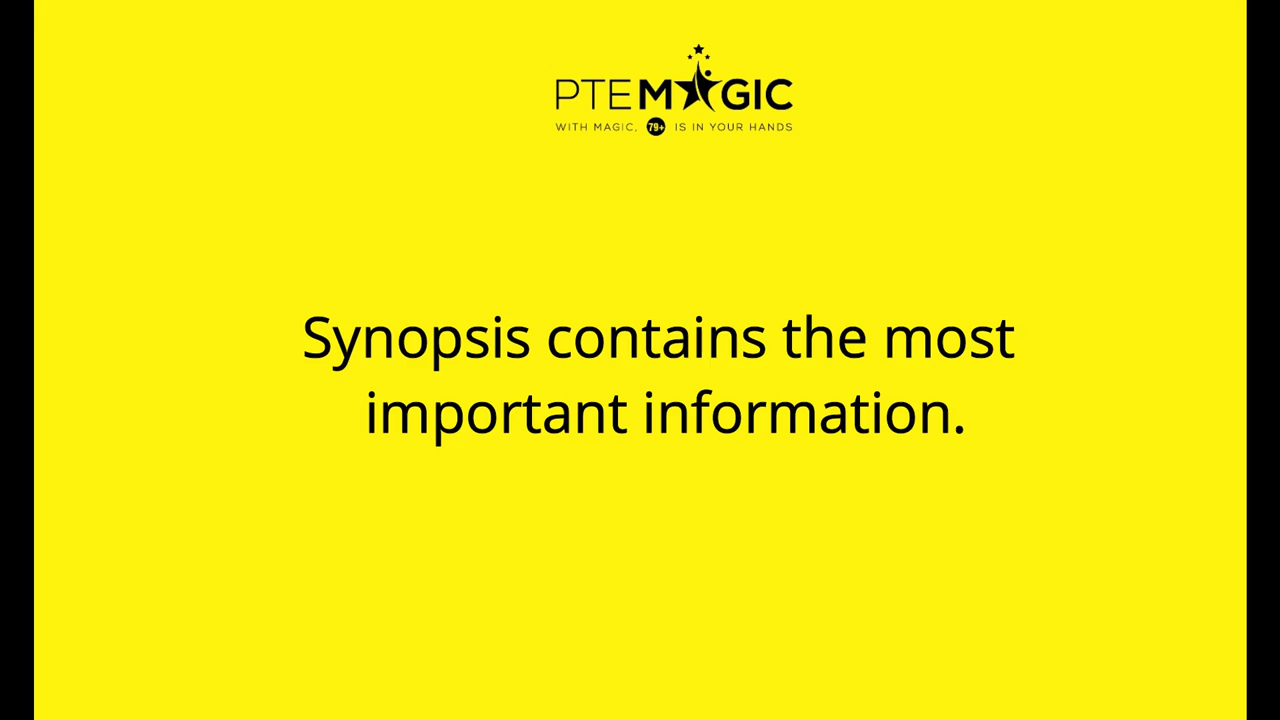 PTEMAGIC
WITH MAGIC, 79+ IS IN YOUR HANDS
Synopsis contains the most
important information.